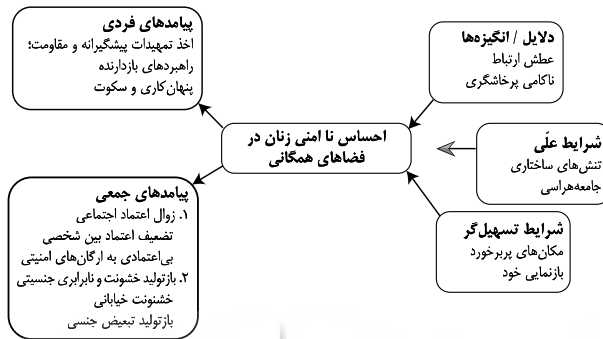 دلایل / انگیزه‌ها
عطش ارتباط
ناکامی پرخاشگری
شرایط علّی
تنش‌های ساختاری
جامعه‌هراسی
شرایط تسهیل‌گر
مکان‌های پربرخورد
بازنمایی خود
احساس نا امنی زنان در
فضاهای همگانی
پیامدهای فردی
اخذ تمهیدات پیشگیرانه و مقاومت؛
راهبردهای بازدارنده
پنهان‌کاری و سکوت
پیامدهای جمعی
۱. زوال اعتماد اجتماعی
تضعیف اعتماد بین شخصی
بی‌اعتمادی به ارگان‌های امنیتی
۲. بازتولید خشونت و نابرابری جنسیتی
خشنونت خیابانی
بازتولید تبعیض جنسی